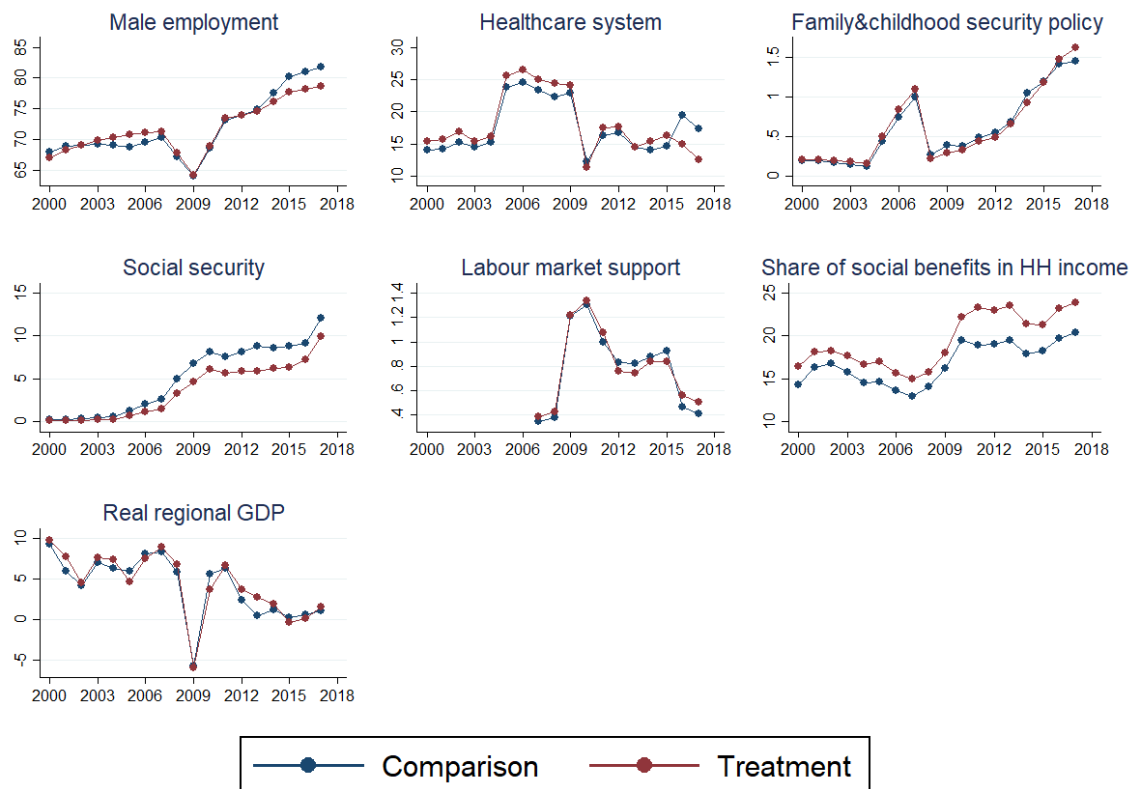 Male employment
Healthcare system
Family&childhood security policy
85
80
75
70
65
2000 2003 2006 2009 2012 2015 2018
30
25
20
15
10
2000 2003 2006 2009 2012 2015 2018
1.5
1
.5
0
2000 2003 2006 2009 2012 2015 2018
Social security
Labour market support
Share of social benefits in HH income
15
10
5
0
2000 2003 2006 2009 2012 2015 2018
1.4
1.2
1
.8
.6
.4
2000 2003 2006 2009 2012 2015 2018
25
20
15
10
2000 2003 2006 2009 2012 2015 2018
Real regional GDP
10
5
0
-5
2000 2003 2006 2009 2012 2015 2018
Comparison Treatment